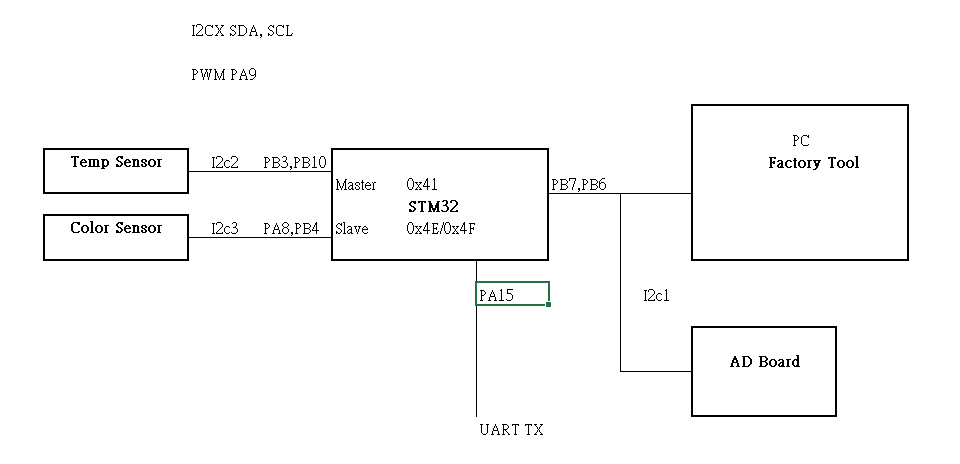 I2CX SDA, SCL
PWM PA9
PC
Factory Tool
Temp Sensor
I2c2
PB3,PB10
Master 0x41
STM32
Slave 0x4E/0x4F
PB7,PB6
Color Sensor
I2c3
PA8,PB4
PA15
I2c1
AD Board
UART TX